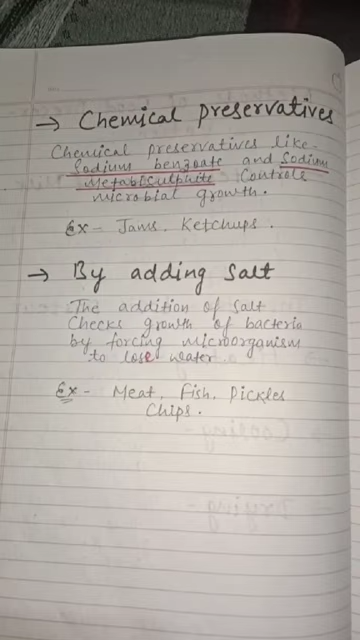 → Chemical preservatives
Chemical preservatives like
Sodium benzoate and Sodium
Metabisulphite Controls
microbial growth.
Ex- Jams, Ketchups.
→ By adding Salt
The addition of Salt
Checks growth of bacteria
by forcing microorganism
to lose water.
Ex- Meat, Fish, Pickles
Chips.